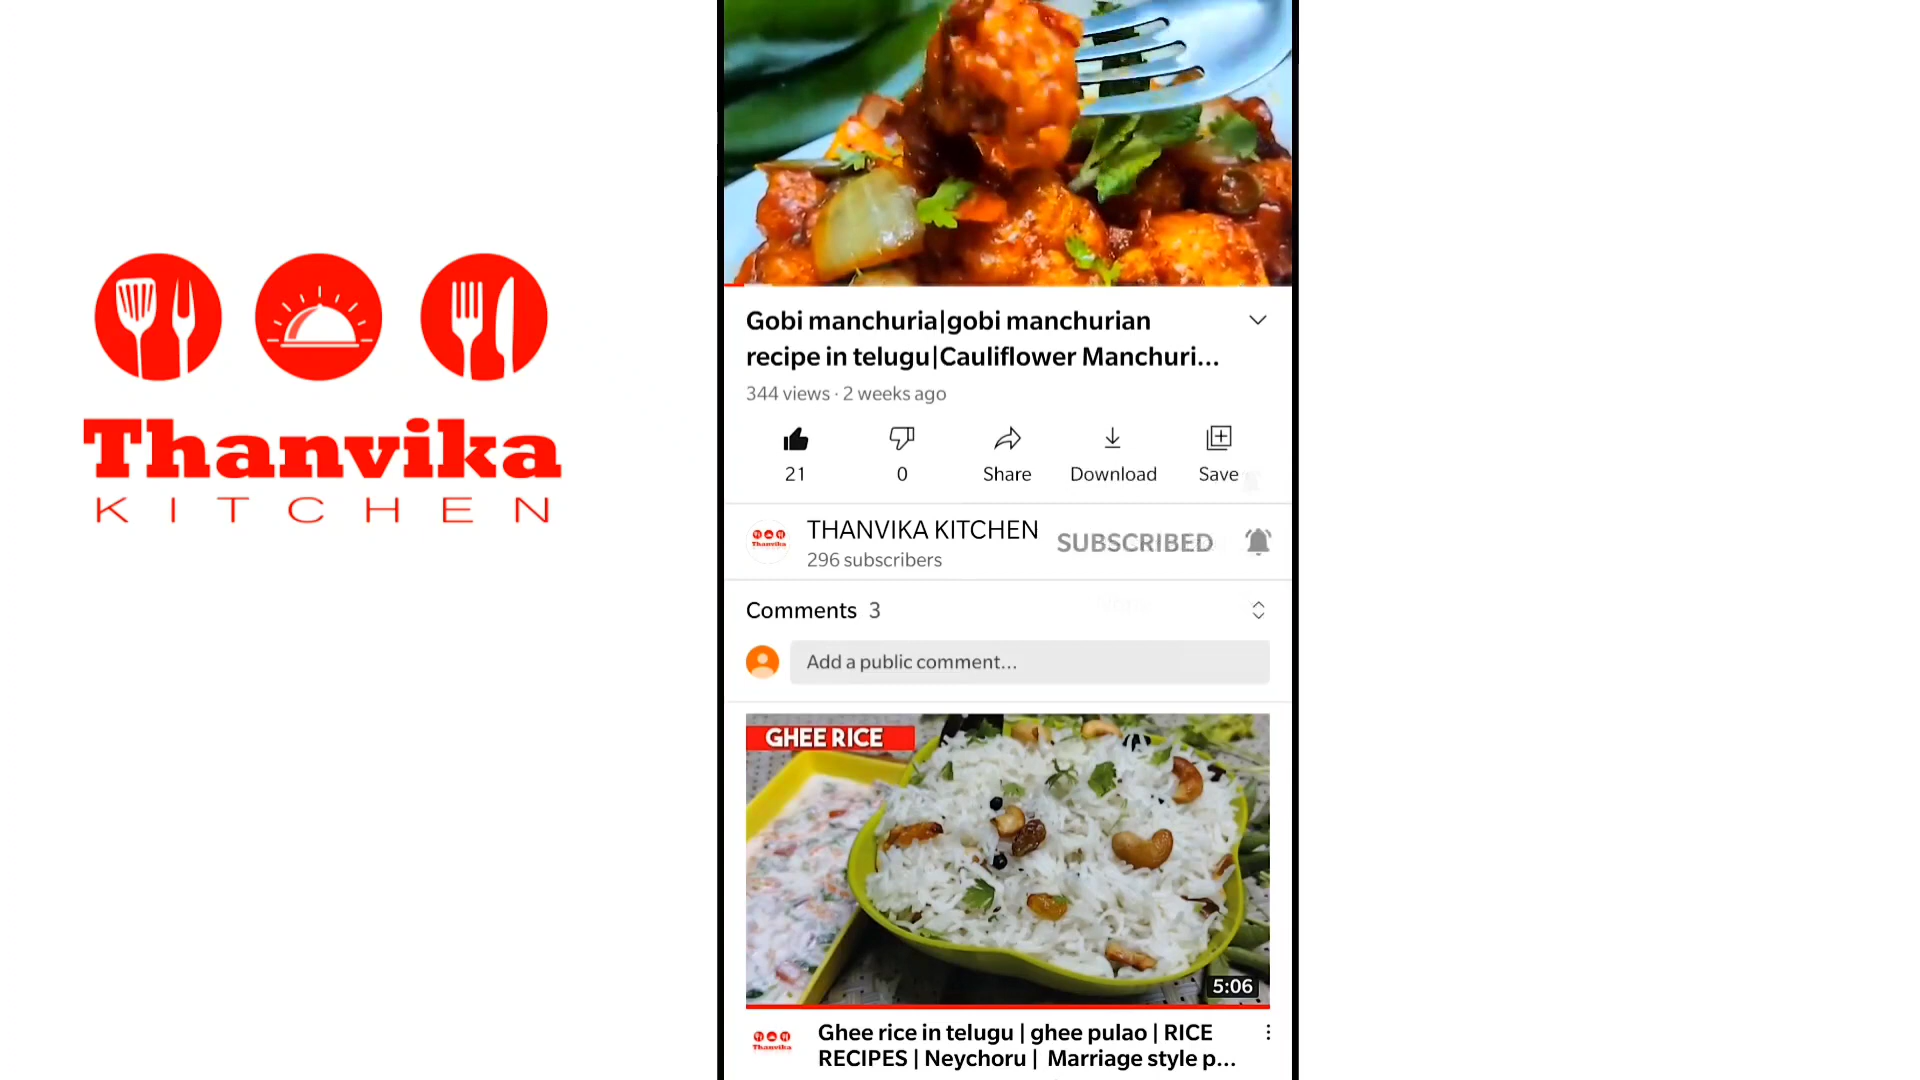 Thanvika
KITCHEN
Gobi manchuria|gobi manchurian
recipe in telugu|Cauliflower Manchuri...
344 views · 2 weeks ago
21
0
Share
Download
Save
THANVIKA KITCHEN
296 subscribers
SUBSCRIBED
Comments 3
Add a public comment...
GHEE RICE
5:06
Thanvika
Ghee rice in telugu | ghee pulao | RICE
RECIPES | Neychoru | Marriage style p...